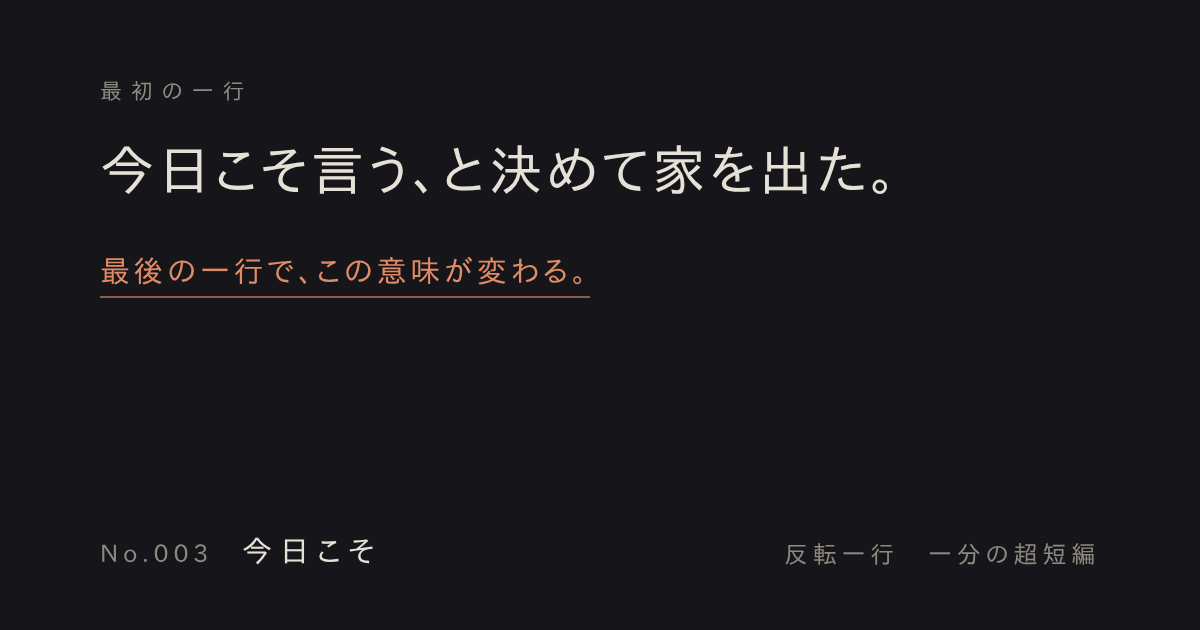 最初の一行
今日こそ言う、と決めて家を出た。
最後の一行で、この意味が変わる。
No.003 今日こそ
反転一行 一分の超短編